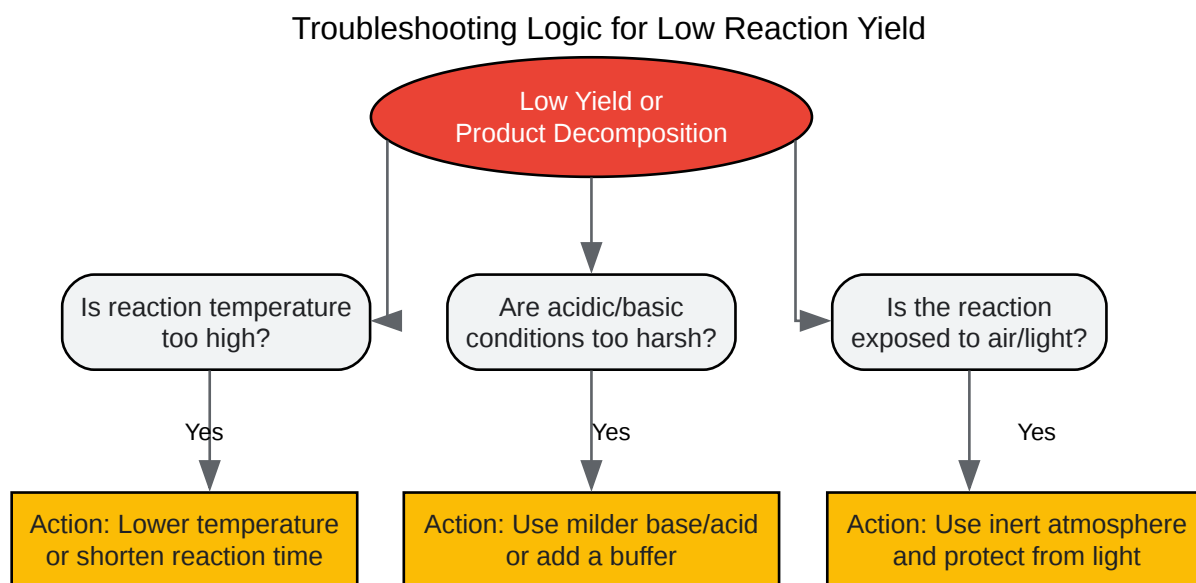 Troubleshooting Logic for Low Reaction Yield
Low Yield or
Product Decomposition
Is reaction temperature
too high?
Are acidic/basic
conditions too harsh?
Is the reaction
exposed to air/light?
Yes
Yes
Yes
Action: Lower temperature
or shorten reaction time
Action: Use milder base/acid
or add a buffer
Action: Use inert atmosphere
and protect from light